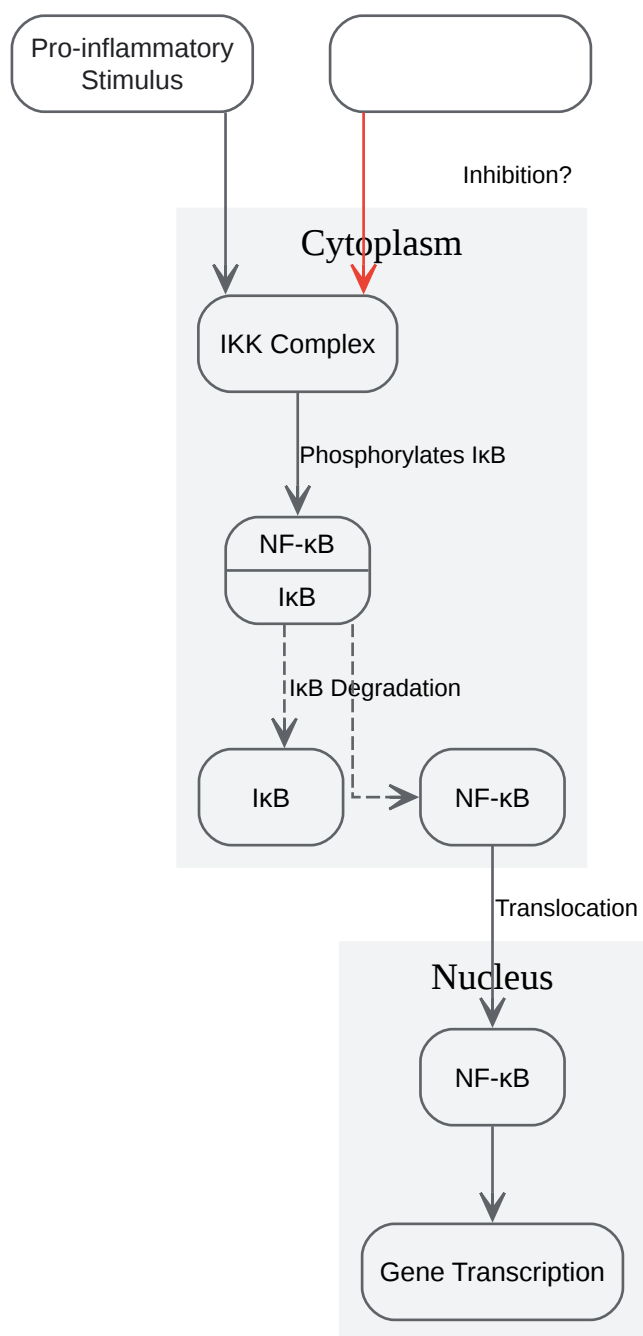 Pro-inflammatory
Stimulus
Inhibition?
Cytoplasm
IKK Complex
Phosphorylates IκB
NF-κB
IκB
IκB Degradation
IκB
NF-κB
Translocation
Nucleus
NF-κB
Gene Transcription